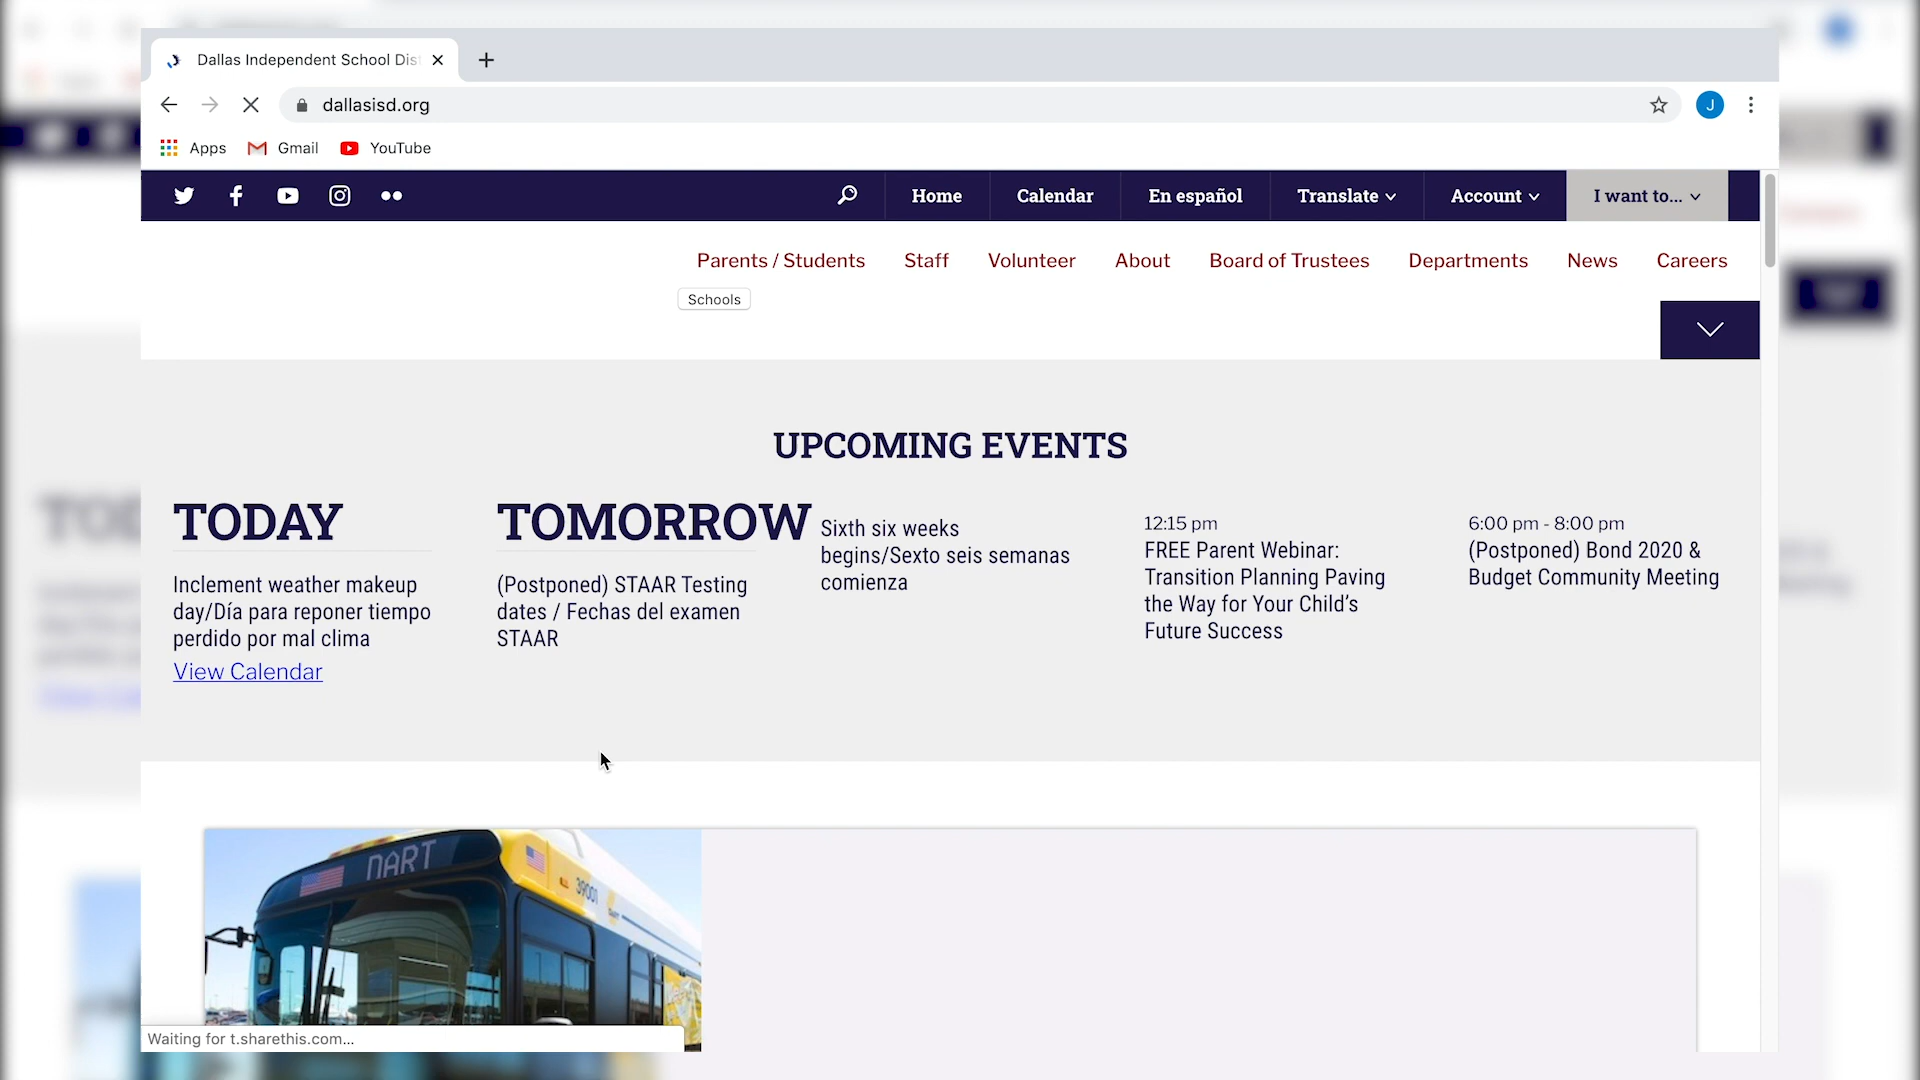 Dallas Independent School Dis
dallasisd.org
Apps Gmail YouTube
Home Calendar En español Translate Account I want to...
Parents / Students Staff Volunteer About Board of Trustees Departments News Careers
Schools
UPCOMING EVENTS
TODAY
Inclement weather makeup
day/Día para reponer tiempo
perdido por mal clima
View Calendar
TOMORROW
(Postponed) STAAR Testing
dates / Fechas del examen
STAAR
Sixth six weeks
begins/Sexto seis semanas
comienza
12:15 pm
FREE Parent Webinar:
Transition Planning Paving
the Way for Your Child’s
Future Success
6:00 pm - 8:00 pm
(Postponed) Bond 2020 &
Budget Community Meeting
DART
39001
Waiting for t.sharethis.com...
J